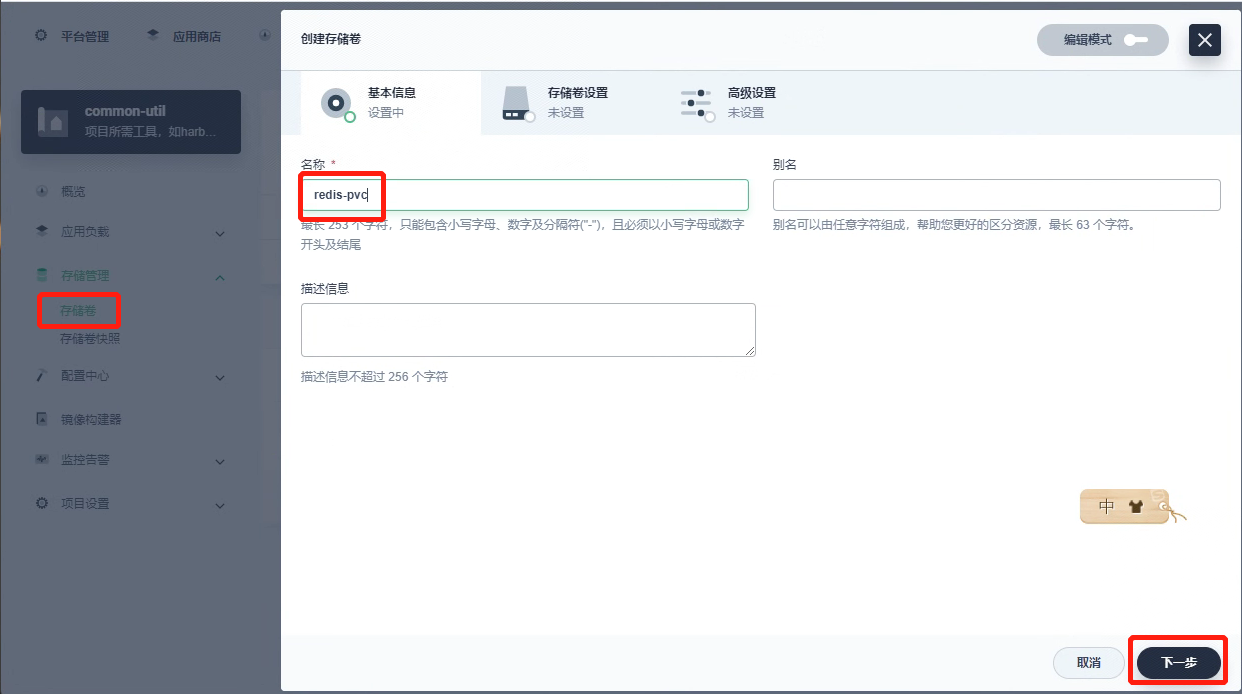 平台管理
应用商店
common-util
项目所需工具，如harb...
概览
应用负载
存储管理
存储卷
存储卷快照
配置中心
镜像构建器
监控告警
项目设置
创建存储卷
编辑模式
基本信息
设置中
存储卷设置
未设置
高级设置
未设置
名称 *
redis-pvc
最长 253 个字符，只能包含小写字母、数字及分隔符("-")，且必须以小写字母或数字
开头及结尾
别名
别名可以由任意字符组成，帮助您更好的区分资源，最长 63 个字符。
描述信息
描述信息不超过 256 个字符
中
取消
下一步